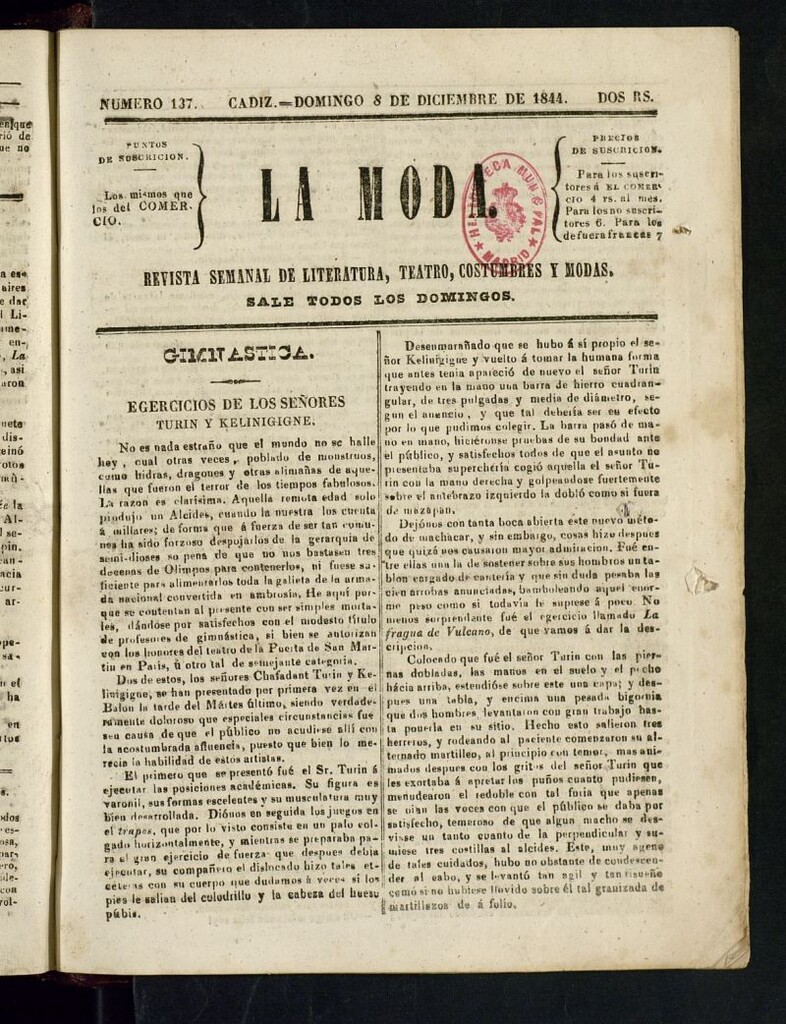 NUMERO 137. CADIZ.=DOMINGO 8 DE DICIEMBRE DE 1844. DOS RS.
PUNTOS
DE SUSCRICION.
Los mismos que
los del COMER-
CIO.
LA MODA.
PRECIOS
DE SUSCRICION.
Para los suscri-
tores á EL COMER-
CIO 4 rs. al mes.
Para los no suscri-
tores 6. Para los
de fuera francas 7
HEMEROTECA MUNICIPAL
MADRID
REVISTA SEMANAL DE LITERATURA, TEATRO, COSTUMBRES Y MODAS.
SALE TODOS LOS DOMINGOS.
GIMNASTICA.
EGERCICIOS DE LOS SEÑORES
TURIN Y KELINIGIGNE.
No es nada estraño que el mundo no se halle
hoy, cual otras veces, poblado de monstruos,
como hidras, dragones y otras alimañas de aque-
llas que fueron el terror de los tiempos fabulosos.
La razon es clarísima. Aquella remota edad solo
produjo un Alcides, cuando la nuestra los cuenta
á millares; de forma que á fuerza de ser tan comu-
nes ha sido forzoso despojarlos de la gerarquia de
semi-dioses so pena de que no nos bastasen tres
docenas de Olimpos para contenerlos, ni fuese su-
ficiente para alimentarlos toda la galleta de la arma-
da nacional convertida en ambrosía. He aquí por-
que se contentan al presente con ser simples morta-
les, dándose por satisfechos con el modesto título
de profesores de gimnástica, si bien se autorizan
con los honores del teatro de la Puerta de San Mar-
tin en Paris, ú otro tal de semejante categoria.
Dos de estos, los señores Chafadant Turin y Ke-
linigigne, se han presentado por primera vez en el
Balon la tarde del Mártes último, siendo verdade-
ramente doloroso que especiales circunstancias fue
sen causa de que el público no acudiese allí con
la acostumbrada afluencia, puesto que bien lo me-
recia la habilidad de estos artistas.
El primero que se presentó fué el Sr. Turin á
ejecutar las posiciones académicas. Su figura es
varonil, sus formas escelentes y su musculatura muy
bien desarrollada. Diónos en seguida los juegos en
el trapes, que por lo visto consiste en un palo col-
gado horizontalmente, y mientras se preparaba pa-
ra el gran ejercicio de fuerza que despues debia
ejecutar, su compañero el dislocado hizo tales et-
céteras con su cuerpo que dudamos á veces si los
pies le salian del colodrillo y la cabeza del hueso
púbis.
Desenmarañado que se hubo á sí propio el se-
ñor Kelinigigne y vuelto á tomar la humana forma
que antes tenia apareció de nuevo el señor Turin
trayendo en la mano una barra de hierro cuadran-
gular, de tres pulgadas y media de diámetro, se-
gun el anuncio, y que tal deberia ser en efecto
por lo que pudimos colegir. La barra pasó de ma-
no en mano, hiciéronse pruebas de su bondad ante
el público, y satisfechos todos de que el asunto no
presentaba superchería cogió aquella el señor Tu-
rin con la mano derecha y golpeandose fuertemente
sobre el antebrazo izquierdo la dobló como si fuera
de mazapan.
Dejónos con tanta boca abierta este nuevo méto-
do de machacar, y sin embargo, cosas hizo despues
que quizá nos causaron mayor admiracion. Fué en-
tre ellas una la de sostener sobre sus hombros un ta-
blon cargado de cantería y que sin duda pesaba las
cien arrobas anunciadas, bamboleando aquel enor-
me peso como si todavia le supiese á poco. No
menos sorprendente fué el egercicio llamado La
fragua de Vulcano, de que vamos á dar la des-
cripcion.
Colocado que fué el señor Turin con las pier-
nas dobladas, las manos en el suelo y el pecho
hácia arriba, estendióse sobre este una capa; y des-
pues una tabla, y encima una pesada bigornia
que dos hombres levantaron con gran trabajo has-
ta ponerla en su sitio. Hecho esto salieron tres
herreros, y rodeando al paciente comenzaron su al-
ternado martilleo, al principio con temor, mas ani-
mados despues con los gritos del señor Turin que
les exortaba á apretar los puños cuanto pudiesen,
menudearon el redoble con tal furia que apenas
se oian las voces con que el público se daba por
satisfecho, temeroso de que algun macho se des-
viase un tanto cuanto de la perpendicular y su-
miese tres costillas al alcides. Este, muy ageno
de tales cuidados, hubo no obstante de condescen-
der al cabo, y se levantó tan agil y tan risueño
como si no hubiese llovido sobre él tal granizada de
martillazos de á folio.